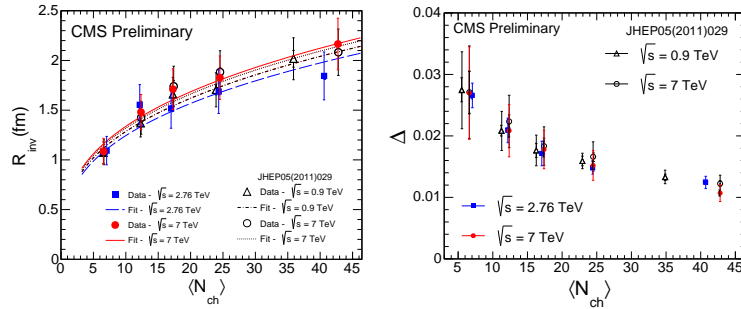 CMS Preliminary
R_inv (fm)
2.5
2
1.5
1
0.5
0
5 10 15 20 25 30 35 40 45
⟨N_ch⟩
Data - √s = 2.76 TeV
Fit - √s = 2.76 TeV
Data - √s = 7 TeV
Fit - √s = 7 TeV
JHEP05(2011)029
Data - √s = 0.9 TeV
Fit - √s = 0.9 TeV
Data - √s = 7 TeV
Fit - √s = 7 TeV
CMS Preliminary
JHEP05(2011)029
√s = 0.9 TeV
√s = 7 TeV
Δ
0.04
0.03
0.02
0.01
0.00
√s = 2.76 TeV
√s = 7 TeV
5 10 15 20 25 30 35 40 45
⟨N_ch⟩